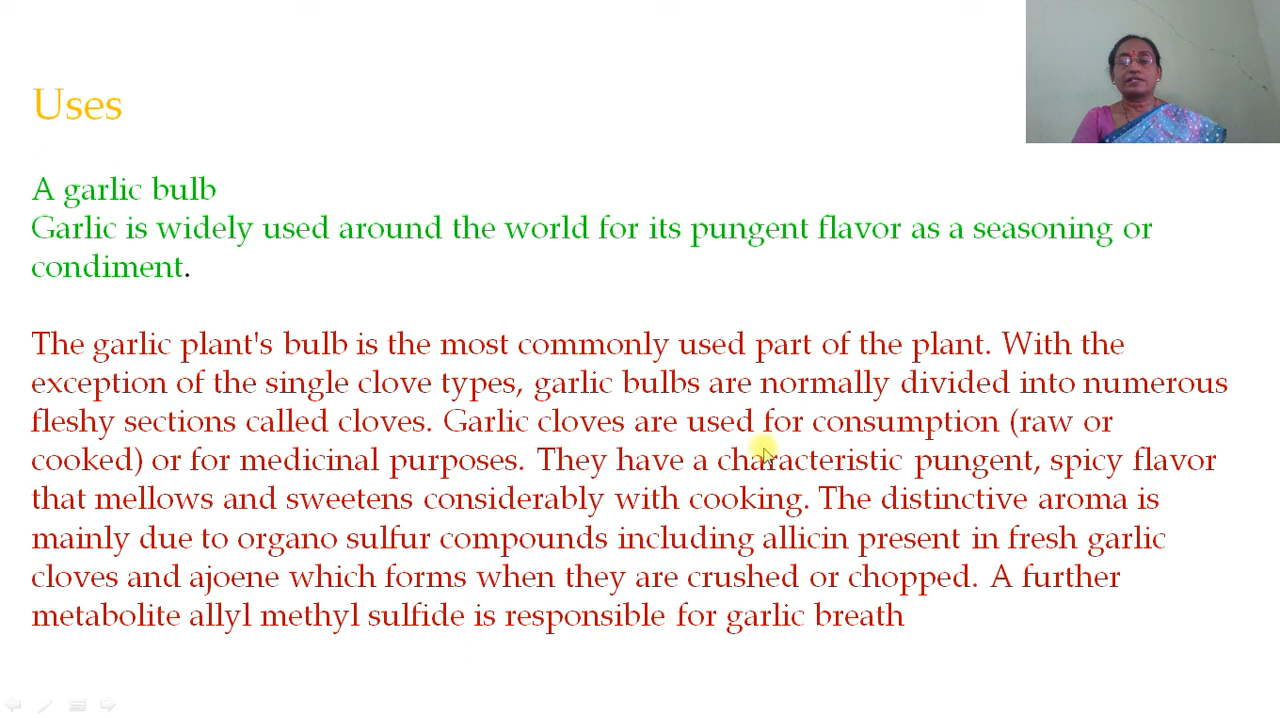 Uses
A garlic bulb
Garlic is widely used around the world for its pungent flavor as a seasoning or
condiment.
The garlic plant's bulb is the most commonly used part of the plant. With the
exception of the single clove types, garlic bulbs are normally divided into numerous
fleshy sections called cloves. Garlic cloves are used for consumption (raw or
cooked) or for medicinal purposes. They have a characteristic pungent, spicy flavor
that mellows and sweetens considerably with cooking. The distinctive aroma is
mainly due to organo sulfur compounds including allicin present in fresh garlic
cloves and ajoene which forms when they are crushed or chopped. A further
metabolite allyl methyl sulfide is responsible for garlic breath